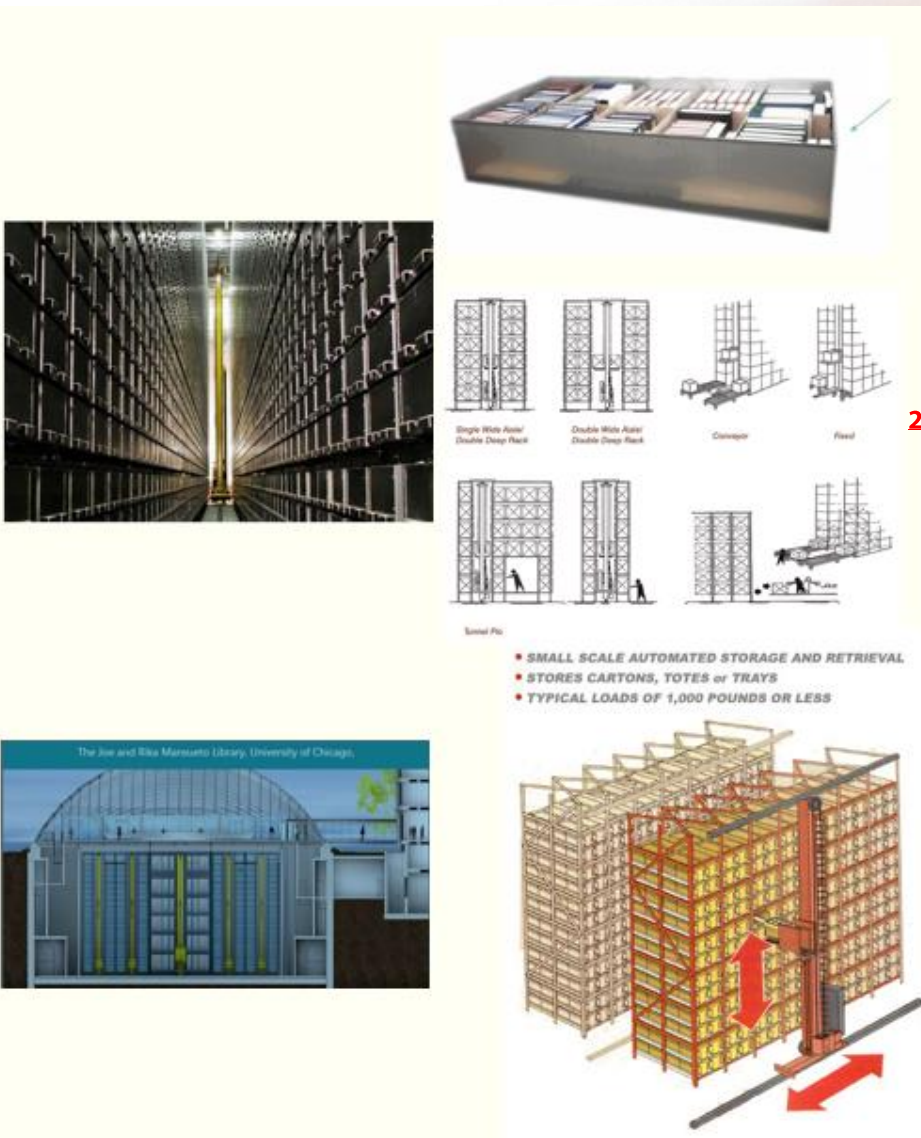 Single Wide Aisle/
Double Deep Rack
Double Wide Aisle/
Double Deep Rack
Conveyor
Fixed
2
Tunnel Pic
• SMALL SCALE AUTOMATED STORAGE AND RETRIEVAL
• STORES CARTONS, TOTES or TRAYS
• TYPICAL LOADS OF 1,000 POUNDS OR LESS
The Joe and Rika Mansueto Library, University of Chicago,